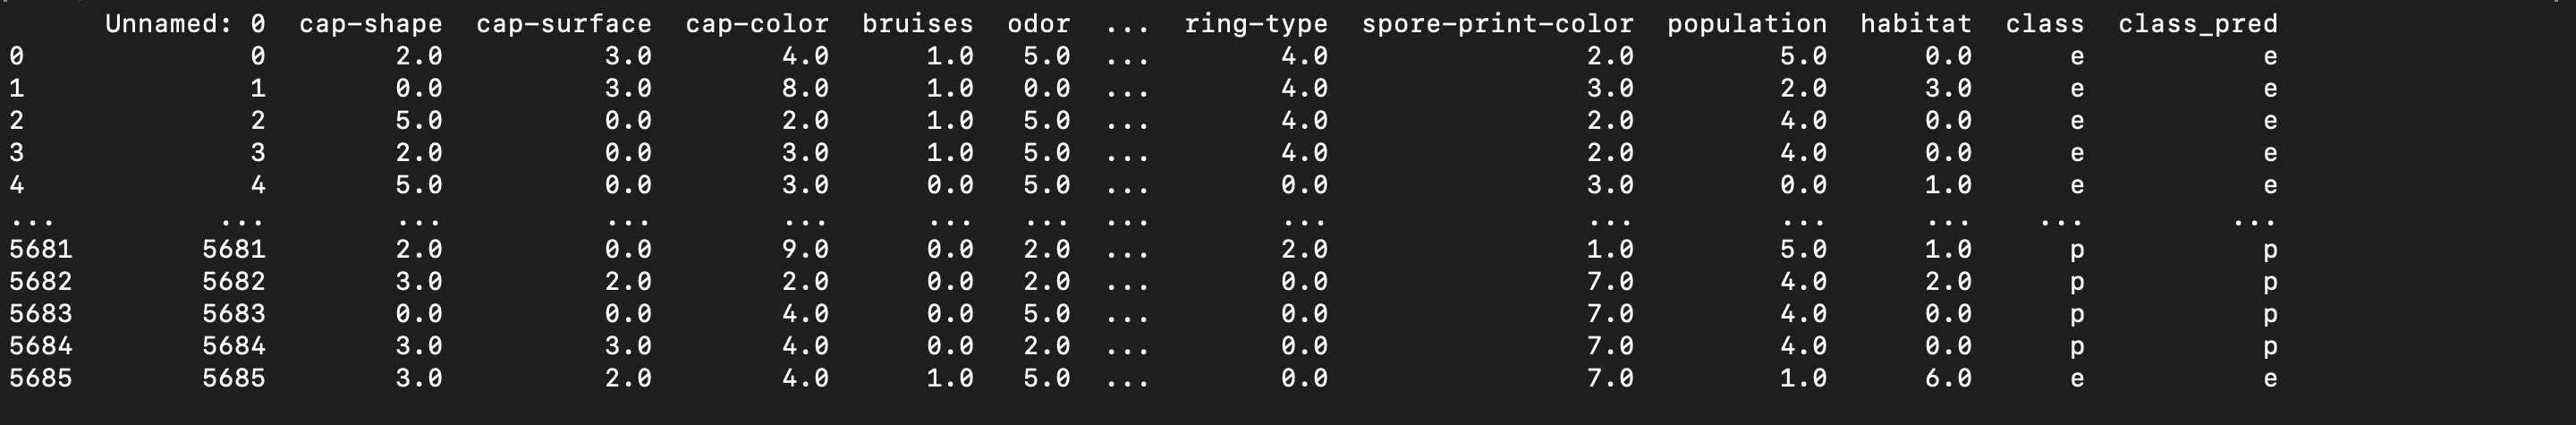 Unnamed: 0 cap-shape cap-surface cap-color bruises odor ... ring-type spore-print-color population habitat class class_pred
0 0 2.0 3.0 4.0 1.0 5.0 ... 4.0 2.0 5.0 0.0 e e
1 1 0.0 3.0 8.0 1.0 0.0 ... 4.0 3.0 2.0 3.0 e e
2 2 5.0 0.0 2.0 1.0 5.0 ... 4.0 2.0 4.0 0.0 e e
3 3 2.0 0.0 3.0 1.0 5.0 ... 4.0 2.0 4.0 0.0 e e
4 4 5.0 0.0 3.0 0.0 5.0 ... 0.0 3.0 0.0 1.0 e e
... ... ... ... ... ... ... ... ... ... ... ... ... ...
5681 5681 2.0 0.0 9.0 0.0 2.0 ... 2.0 1.0 5.0 1.0 p p
5682 5682 3.0 2.0 2.0 0.0 2.0 ... 0.0 7.0 4.0 2.0 p p
5683 5683 0.0 0.0 4.0 0.0 5.0 ... 0.0 7.0 4.0 0.0 p p
5684 5684 3.0 3.0 4.0 0.0 2.0 ... 0.0 7.0 4.0 0.0 p p
5685 5685 3.0 2.0 4.0 1.0 5.0 ... 0.0 7.0 1.0 6.0 e e